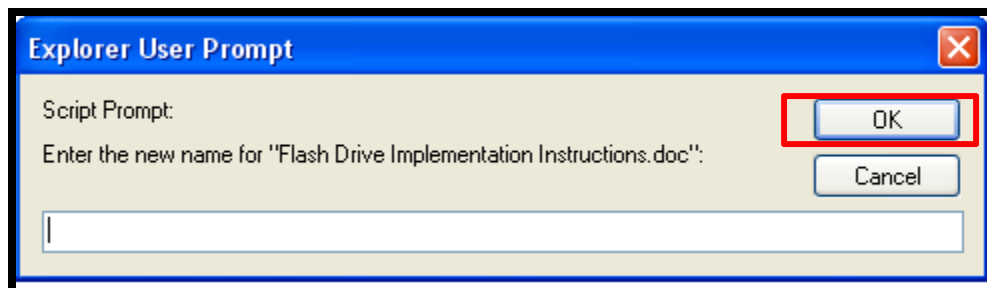 Explorer User Prompt
Script Prompt:
OK
Enter the new name for "Flash Drive Implementation Instructions.doc":
Cancel